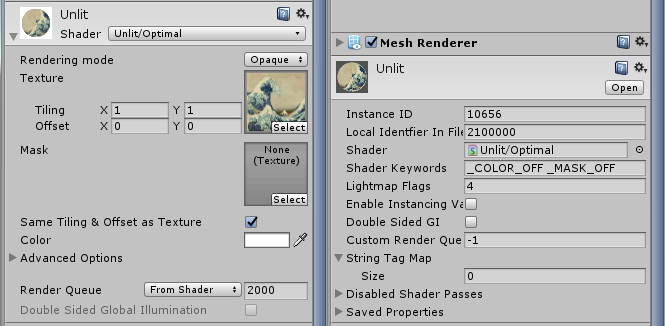 Unlit
Shader Unlit/Optimal
Rendering mode Opaque
Texture
Tiling X 1 Y 1
Offset X 0 Y 0
Select
Mask
None
(Texture)
Select
Same Tiling & Offset as Texture
Color
Advanced Options
Render Queue From Shader 2000
Double Sided Global Illumination
Mesh Renderer
Unlit
Open
Instance ID 10656
Local Identfier In File 2100000
Shader Unlit/Optimal
Shader Keywords _COLOR_OFF _MASK_OFF
Lightmap Flags 4
Enable Instancing Va
Double Sided GI
Custom Render Que -1
String Tag Map
Size 0
Disabled Shader Passes
Saved Properties